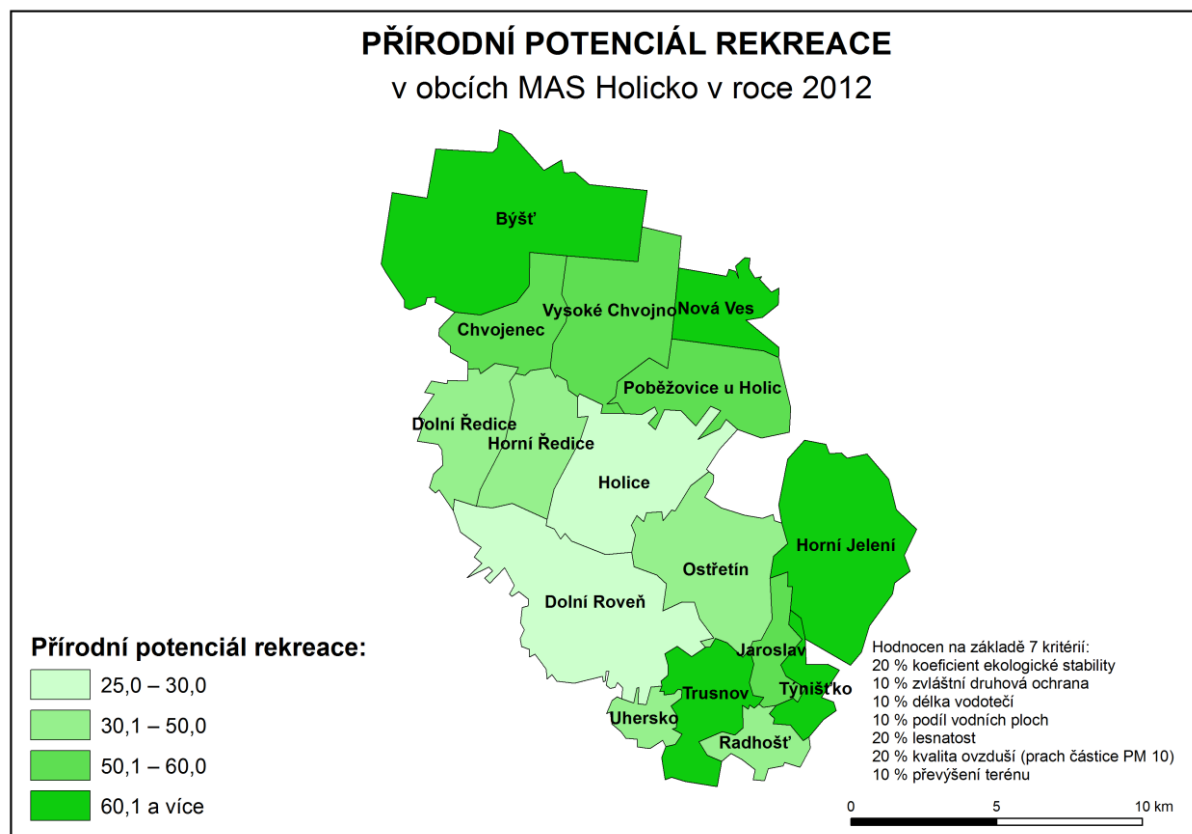 PŘÍRODNÍ POTENCIÁL REKREACE
v obcích MAS Holicko v roce 2012
Býšť
Vysoké Chvojno
Nová Ves
Chvojenec
Poběžovice u Holic
Dolní Ředice
Horní Ředice
Holice
Horní Jelení
Ostřetín
Dolní Roveň
Jaroslav
Týnišťko
Trusnov
Uhersko
Radhošť
Přírodní potenciál rekreace:
25,0 – 30,0
30,1 – 50,0
50,1 – 60,0
60,1 a více
Hodnocen na základě 7 kritérií:
20 % koeficient ekologické stability
10 % zvláštní druhová ochrana
10 % délka vodotečí
10 % podíl vodních ploch
20 % lesnatost
20 % kvalita ovzduší (prach částice PM 10)
10 % převýšení terénu
0 5 10 km